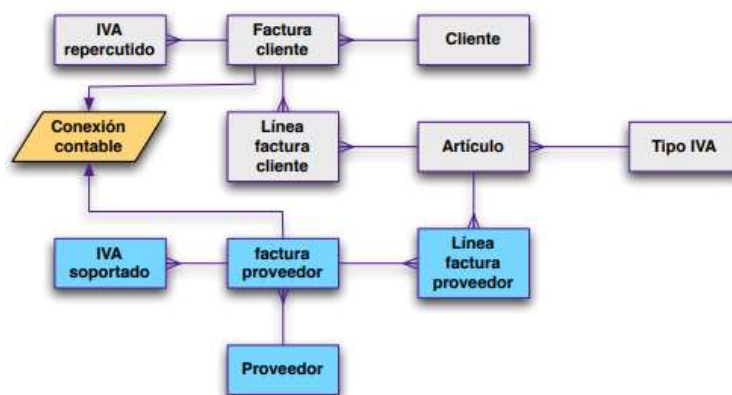 IVA
repercutido
Factura
cliente
Cliente
Conexión
contable
Línea
factura
cliente
Artículo
Tipo IVA
IVA
soportado
factura
proveedor
Línea
factura
proveedor
Proveedor